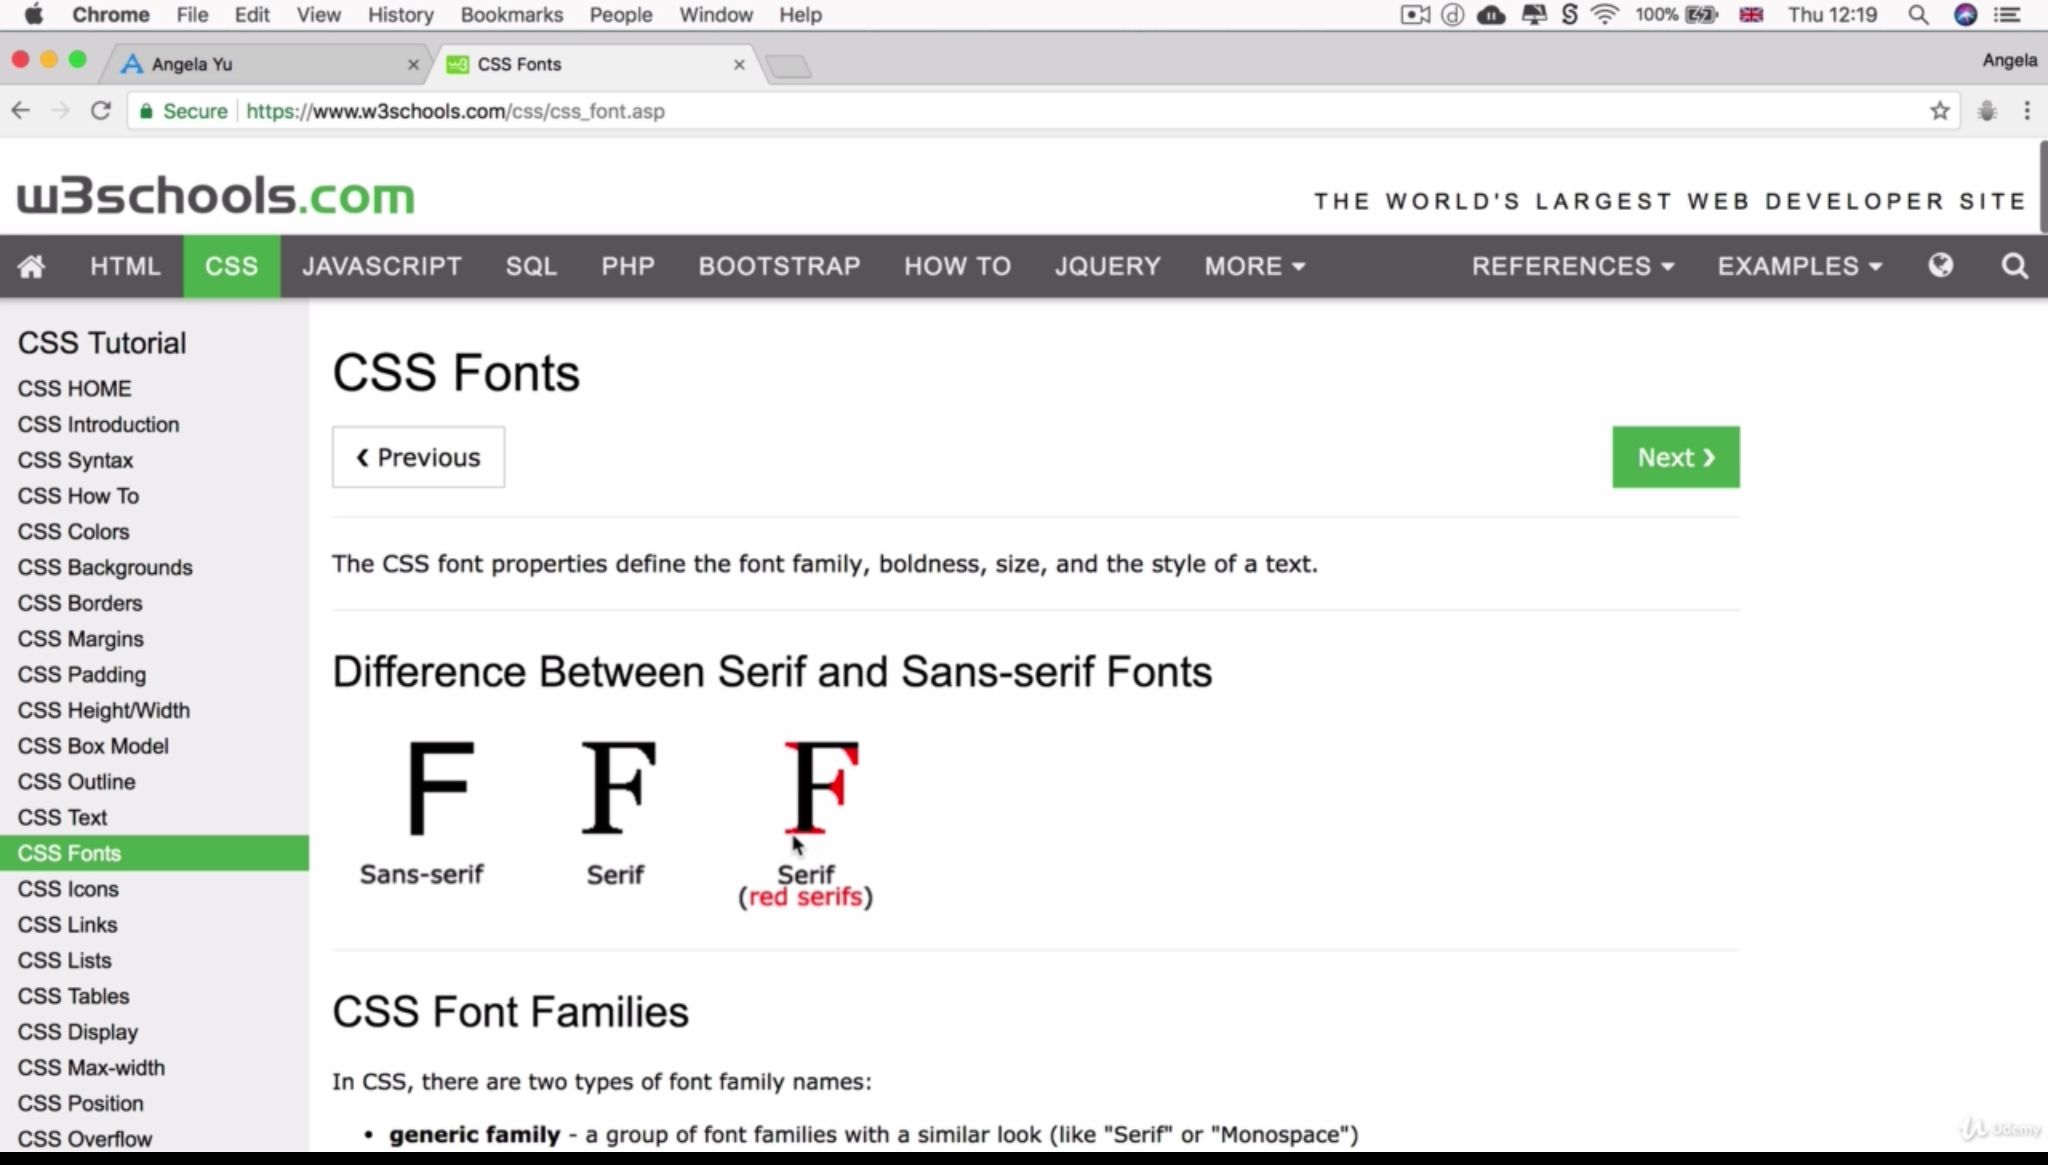 Chrome File Edit View History Bookmarks People Window Help 100% Thu 12:19
Angela Yu CSS Fonts Angela
Secure https://www.w3schools.com/css/css_font.asp
w3schools.com THE WORLD'S LARGEST WEB DEVELOPER SITE
HTML CSS JAVASCRIPT SQL PHP BOOTSTRAP HOW TO JQUERY MORE REFERENCES EXAMPLES
CSS Tutorial
CSS HOME
CSS Introduction
CSS Syntax
CSS How To
CSS Colors
CSS Backgrounds
CSS Borders
CSS Margins
CSS Padding
CSS Height/Width
CSS Box Model
CSS Outline
CSS Text
CSS Fonts
CSS Icons
CSS Links
CSS Lists
CSS Tables
CSS Display
CSS Max-width
CSS Position
CSS Overflow
CSS Fonts
❮ Previous Next ❯
The CSS font properties define the font family, boldness, size, and the style of a text.
Difference Between Serif and Sans-serif Fonts
F F F
Sans-serif Serif Serif
(red serifs)
CSS Font Families
In CSS, there are two types of font family names:
• generic family - a group of font families with a similar look (like "Serif" or "Monospace")
Udemy